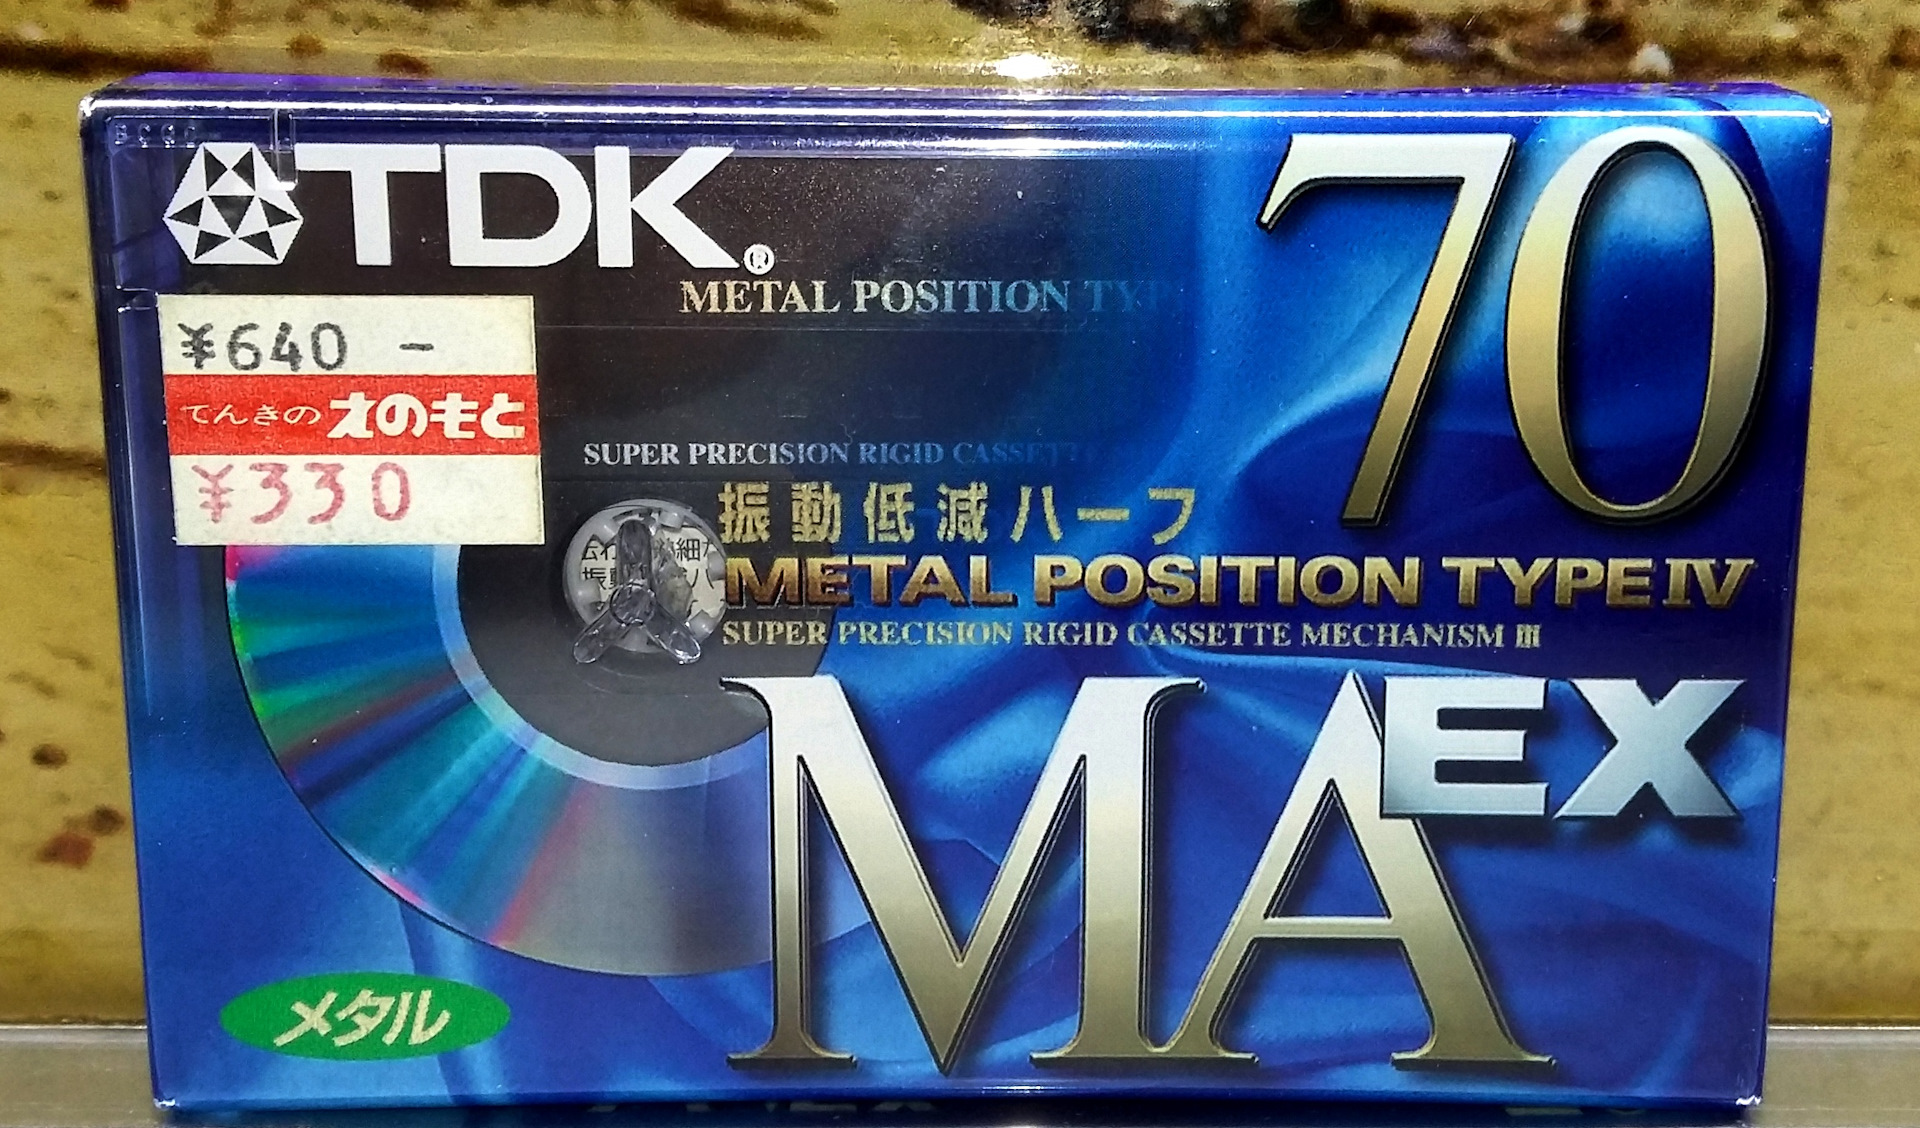 TDK®
70
METAL POSITION TYP
¥640 -
てんきの えのもと
¥330
SUPER PRECISION RIGID CASSETT
振動低減ハーフ
METAL POSITION TYPE IV
SUPER PRECISION RIGID CASSETTE MECHANISM III
MA EX
メタル